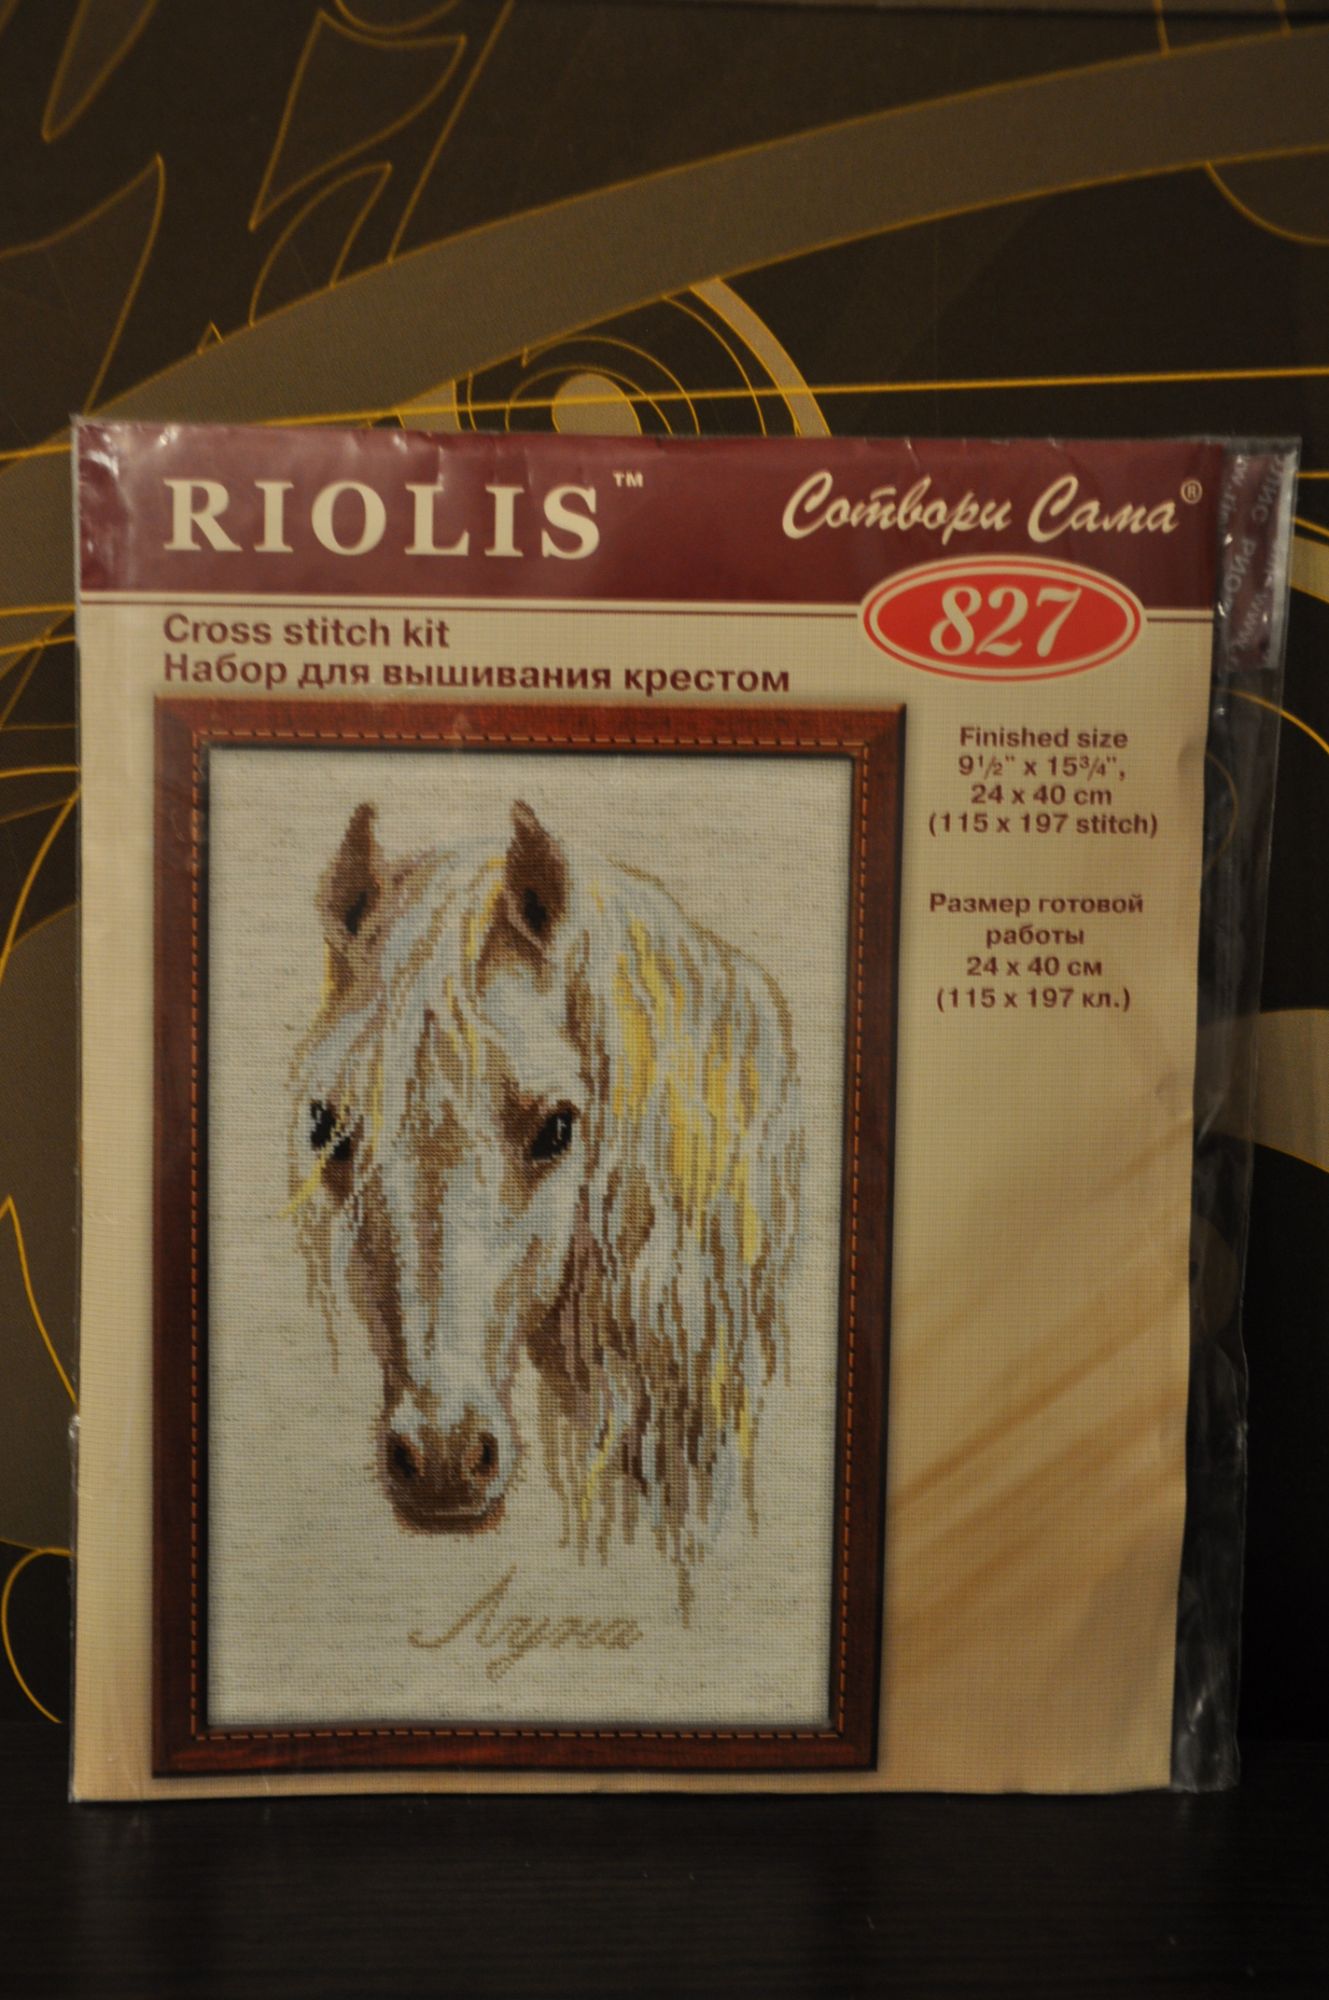 RIOLIS™
Сотвори Сама®
827
Cross stitch kit
Набор для вышивания крестом
Finished size
9½" x 15¾",
24 x 40 cm
(115 x 197 stitch)
Размер готовой
работы
24 x 40 см
(115 x 197 кл.)
Луна